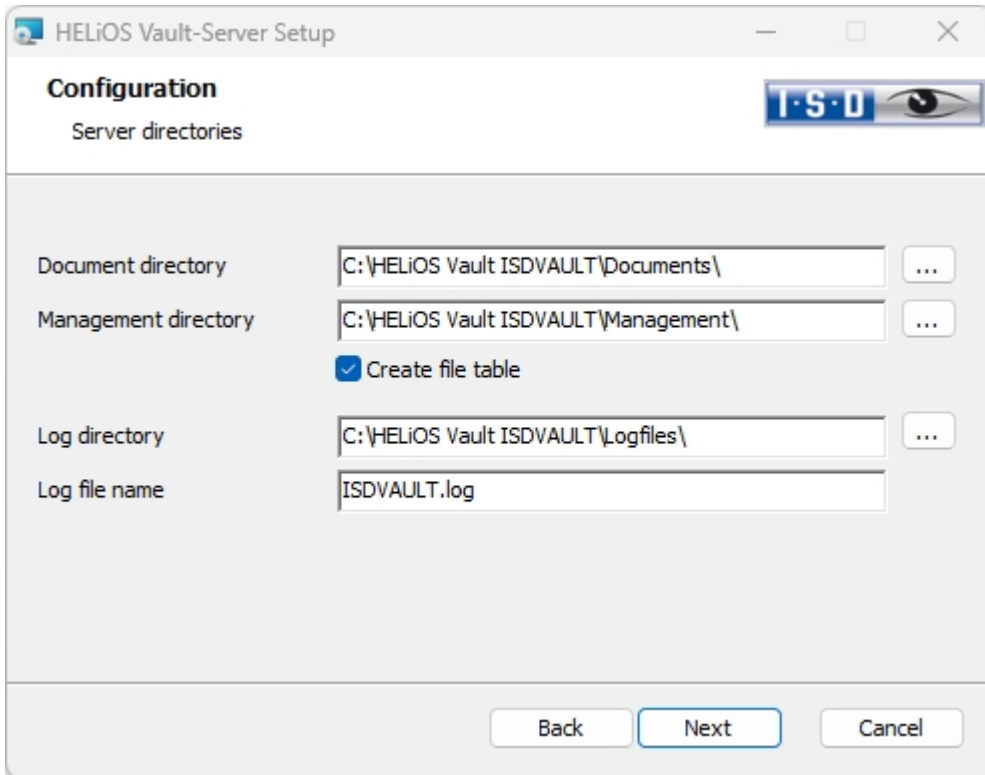 HELiOS Vault-Server Setup
Configuration
Server directories
I·S·D
Document directory C:\HELiOS Vault ISDVAULT\Documents\ ...
Management directory C:\HELiOS Vault ISDVAULT\Management\ ...
Create file table
Log directory C:\HELiOS Vault ISDVAULT\Logfiles\ ...
Log file name ISDVAULT.log
Back Next Cancel